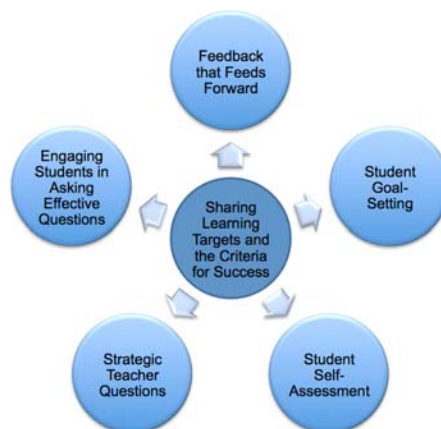 Feedback
that Feeds
Forward
Engaging
Students in
Asking
Effective
Questions
Student
Goal-
Setting
Sharing
Learning
Targets and
the Criteria
for Success
Strategic
Teacher
Questions
Student
Self-
Assessment